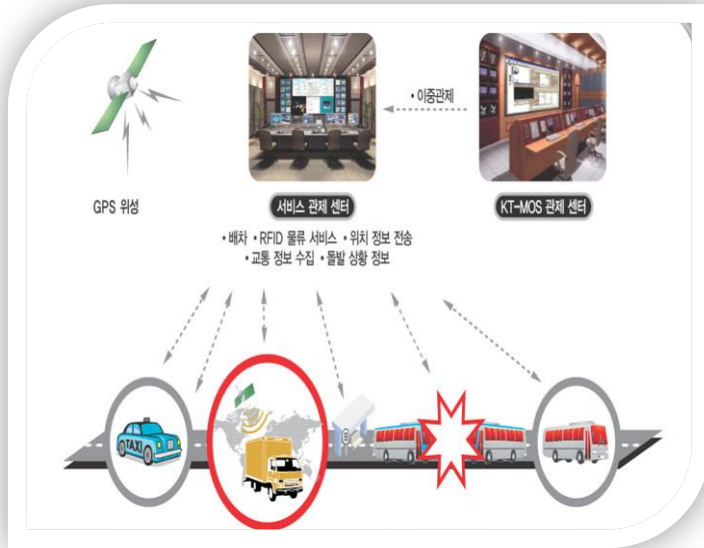 • 이중관제
GPS 위성
서비스 관제 센터
KT-MOS 관제 센터
• 배차 • RFID 물류 서비스 • 위치 정보 전송
• 교통 정보 수집 • 돌발 상황 정보
TAXI